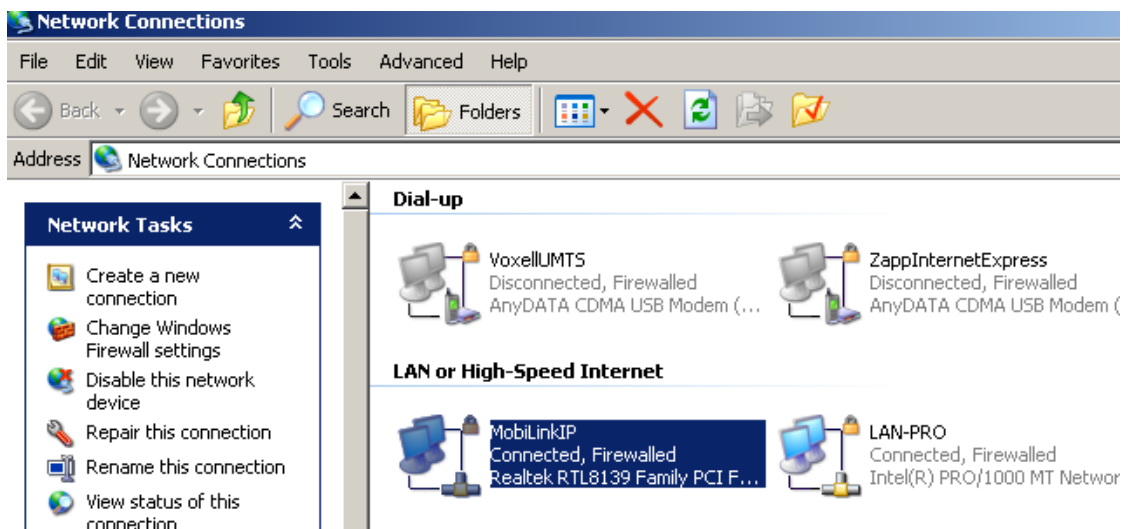 Network Connections
File Edit View Favorites Tools Advanced Help
Back Search Folders
Address Network Connections
Network Tasks
Create a new
connection
Change Windows
Firewall settings
Disable this network
device
Repair this connection
Rename this connection
View status of this
connection
Dial-up
VoxellUMTS
Disconnected, Firewalled
AnyDATA CDMA USB Modem (...
ZappInternetExpress
Disconnected, Firewalled
AnyDATA CDMA USB Modem (
LAN or High-Speed Internet
MobiLinkIP
Connected, Firewalled
Realtek RTL8139 Family PCI F...
LAN-PRO
Connected, Firewalled
Intel(R) PRO/1000 MT Networ